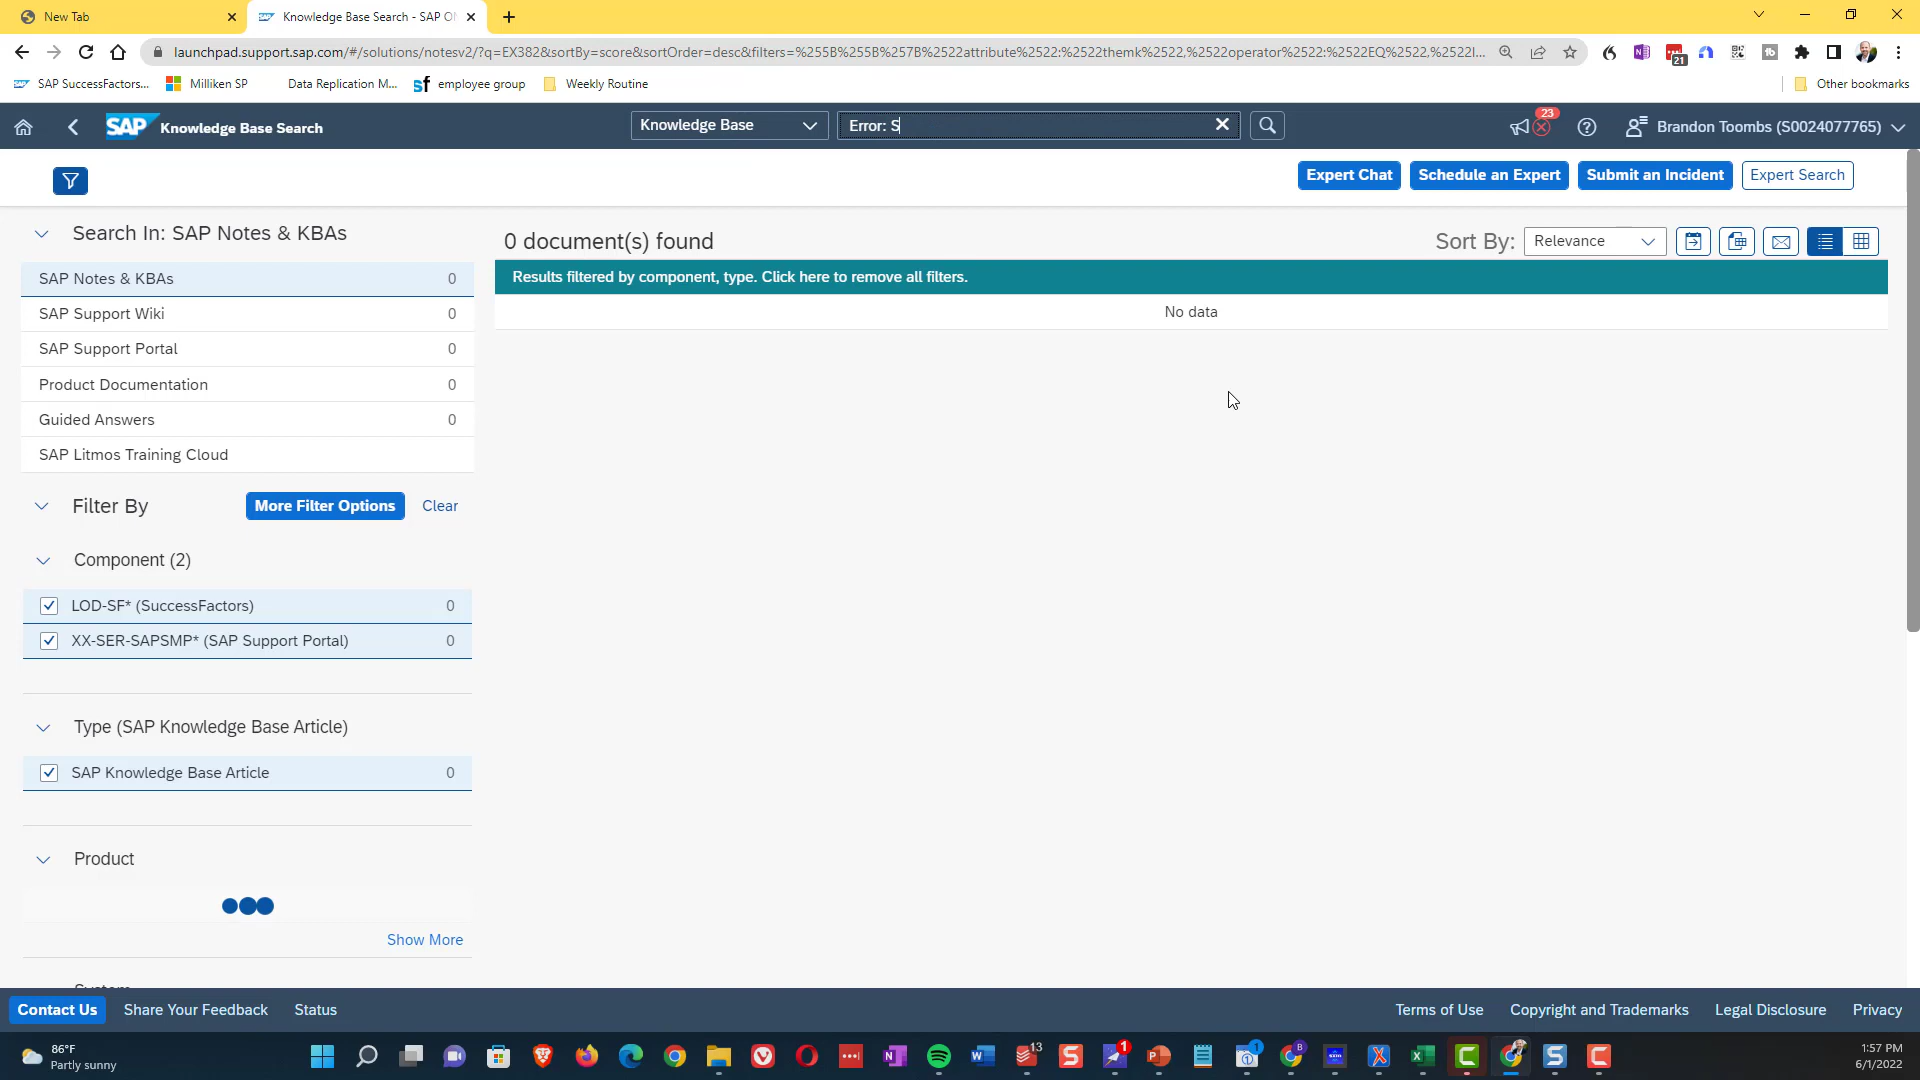 New Tab
Knowledge Base Search - SAP ON
launchpad.support.sap.com/#/solutions/notesv2/?q=EX382&sortBy=score&sortOrder=desc&filters=%255B%255B%257B%2522attribute%2522:%2522themk%2522,%2522operator%2522:%2522EQ%2522,%2522l...
21
SAP SuccessFactors...
Milliken SP
Data Replication M...
sf employee group
Weekly Routine
Other bookmarks
SAP Knowledge Base Search
Knowledge Base
Error: S
23
Brandon Toombs (S0024077765)
Expert Chat
Schedule an Expert
Submit an Incident
Expert Search
Search In: SAP Notes & KBAs
SAP Notes & KBAs 0
SAP Support Wiki 0
SAP Support Portal 0
Product Documentation 0
Guided Answers 0
SAP Litmos Training Cloud
0 document(s) found
Sort By: Relevance
Results filtered by component, type. Click here to remove all filters.
No data
Filter By
More Filter Options
Clear
Component (2)
LOD-SF* (SuccessFactors) 0
XX-SER-SAPSMP* (SAP Support Portal) 0
Type (SAP Knowledge Base Article)
SAP Knowledge Base Article 0
Product
Show More
System
Contact Us
Share Your Feedback
Status
Terms of Use
Copyright and Trademarks
Legal Disclosure
Privacy
86°F
Partly sunny
13
1
1
1:57 PM
6/1/2022